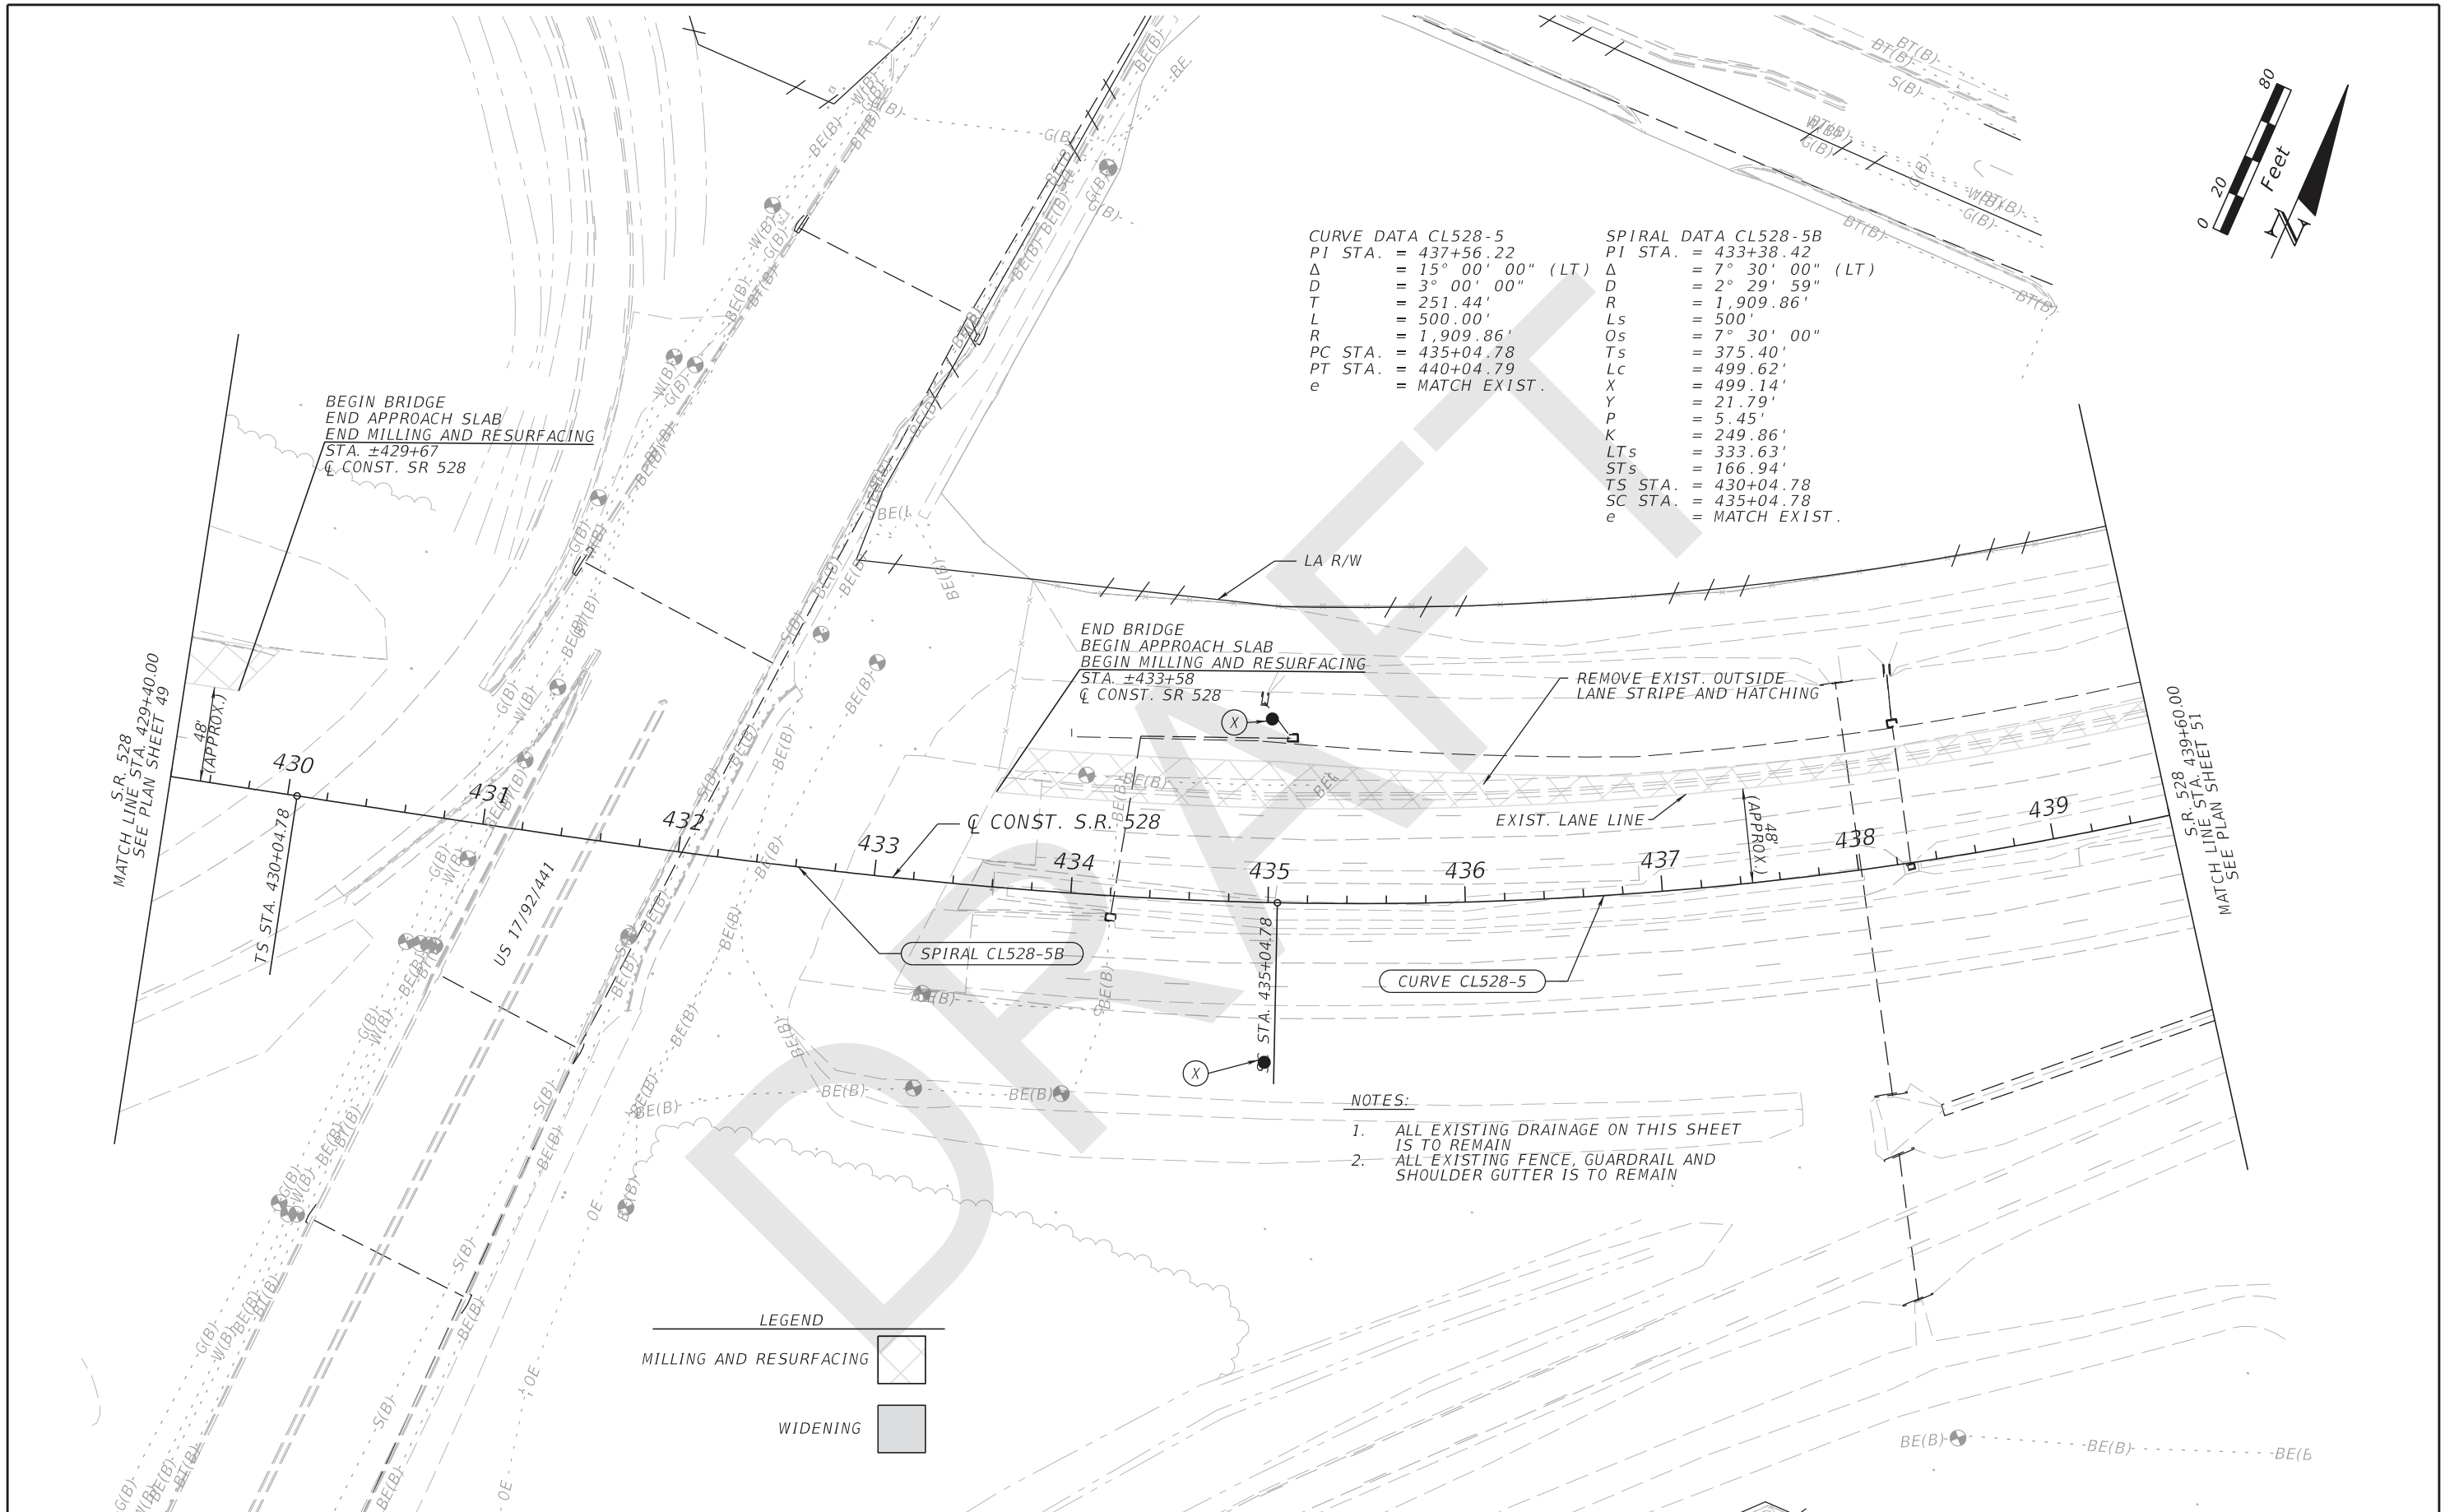 80
20
0
Feet
N
CURVE DATA CL528-5
PI STA. = 437+56.22
Δ = 15° 00' 00" (LT)
D = 3° 00' 00"
T = 251.44'
L = 500.00'
R = 1,909.86'
PC STA. = 435+04.78
PT STA. = 440+04.79
e = MATCH EXIST.
SPIRAL DATA CL528-5B
PI STA. = 433+38.42
Δ = 7° 30' 00" (LT)
D = 2° 29' 59"
R = 1,909.86'
Ls = 500'
Os = 7° 30' 00"
Ts = 375.40'
Lc = 499.62'
X = 499.14'
Y = 21.79'
P = 5.45'
K = 249.86'
LTs = 333.63'
STs = 166.94'
TS STA. = 430+04.78
SC STA. = 435+04.78
e = MATCH EXIST.
BEGIN BRIDGE
END APPROACH SLAB
END MILLING AND RESURFACING
STA. ±429+67
℄ CONST. SR 528
LA R/W
END BRIDGE
BEGIN APPROACH SLAB
BEGIN MILLING AND RESURFACING
STA. ±433+58
℄ CONST. SR 528
X
REMOVE EXIST. OUTSIDE
LANE STRIPE AND HATCHING
S.R. 528
MATCH LINE STA. 429+40.00
SEE PLAN SHEET 49
48'
(APPROX.)
430
431
432
433
434
435
436
437
438
439
TS STA. 430+04.78
US 17/92/441
℄ CONST. S.R. 528
EXIST. LANE LINE
48'
(APPROX.)
S.R. 528
MATCH LINE STA. 439+60.00
SEE PLAN SHEET 51
SPIRAL CL528-5B
CURVE CL528-5
SC STA. 435+04.78
X
NOTES:
1. ALL EXISTING DRAINAGE ON THIS SHEET
IS TO REMAIN
2. ALL EXISTING FENCE, GUARDRAIL AND
SHOULDER GUTTER IS TO REMAIN
DRAFT
LEGEND
MILLING AND RESURFACING
WIDENING
BE(B)
BT(B)
G(B)
W(B)
S(B)
OE